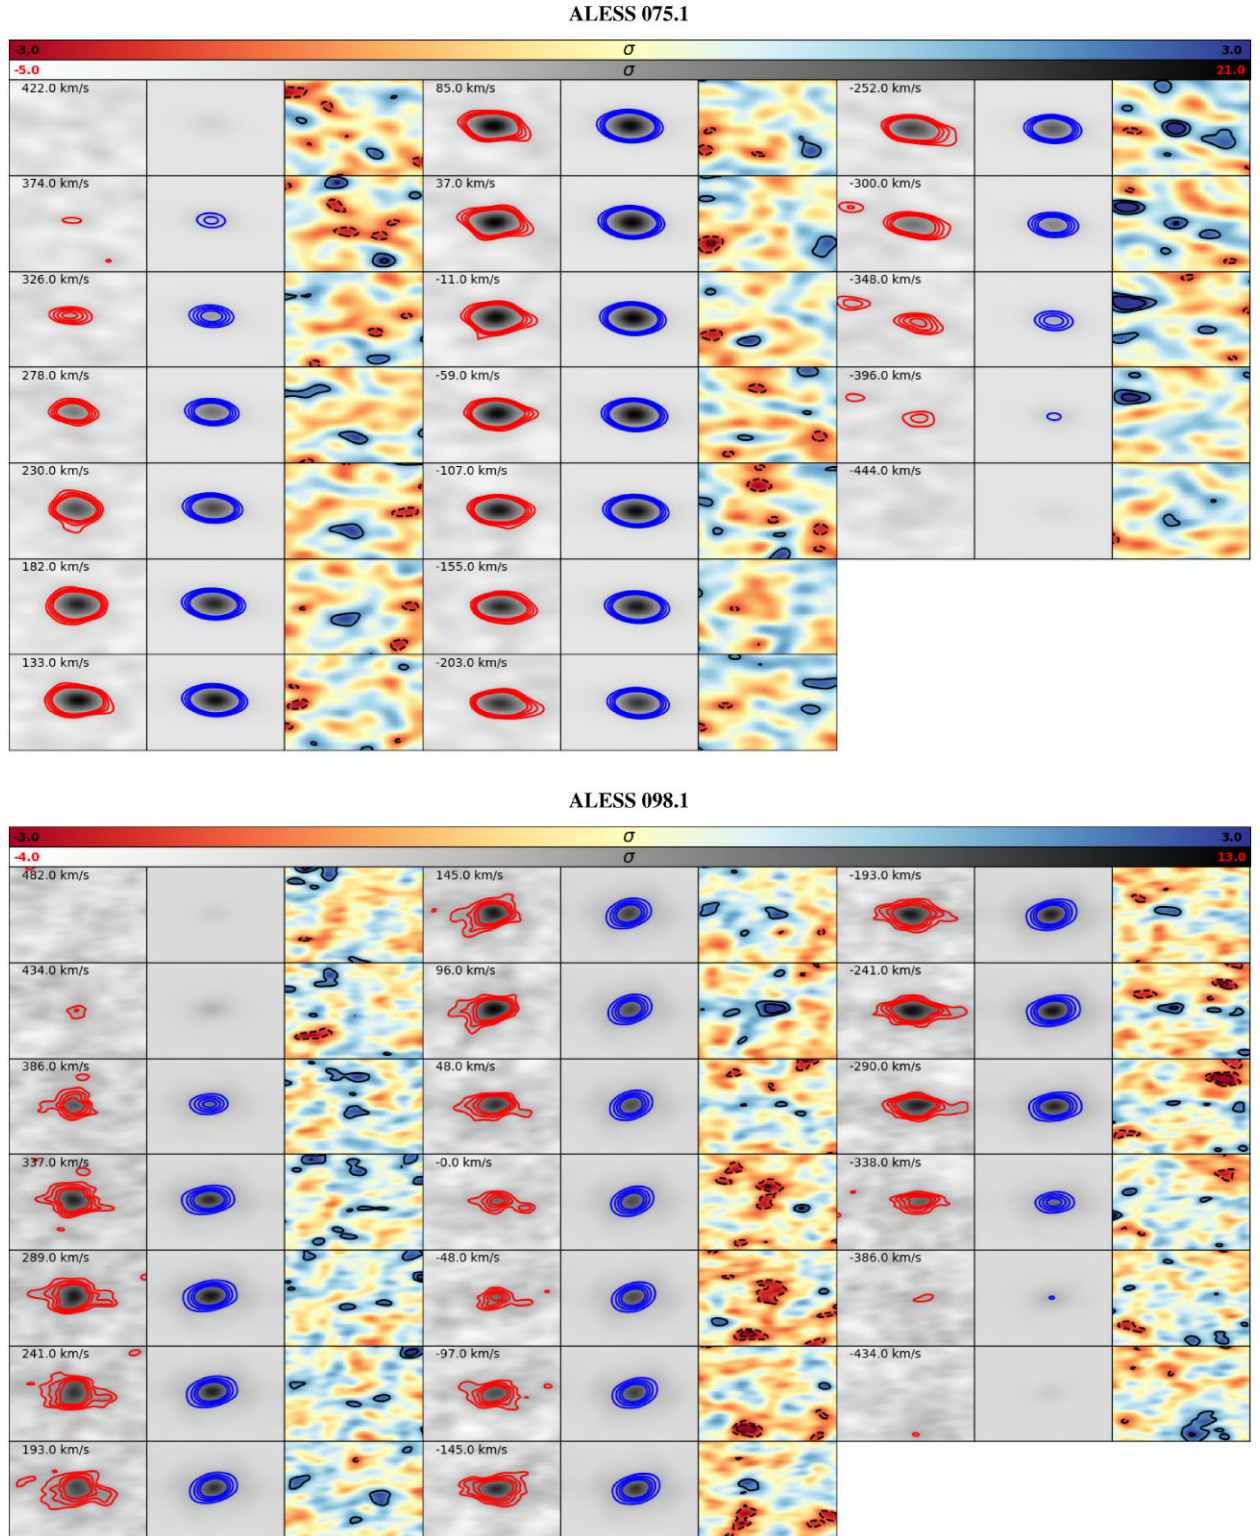 ALESS 075.1
-3.0 σ 3.0
-5.0 σ 21.0
422.0 km/s 85.0 km/s -252.0 km/s
374.0 km/s 37.0 km/s -300.0 km/s
326.0 km/s -11.0 km/s -348.0 km/s
278.0 km/s -59.0 km/s -396.0 km/s
230.0 km/s -107.0 km/s -444.0 km/s
182.0 km/s -155.0 km/s
133.0 km/s -203.0 km/s
ALESS 098.1
-3.0 σ 3.0
-4.0 σ 13.0
482.0 km/s 145.0 km/s -193.0 km/s
434.0 km/s 96.0 km/s -241.0 km/s
386.0 km/s 48.0 km/s -290.0 km/s
337.0 km/s -0.0 km/s -338.0 km/s
289.0 km/s -48.0 km/s -386.0 km/s
241.0 km/s -97.0 km/s -434.0 km/s
193.0 km/s -145.0 km/s